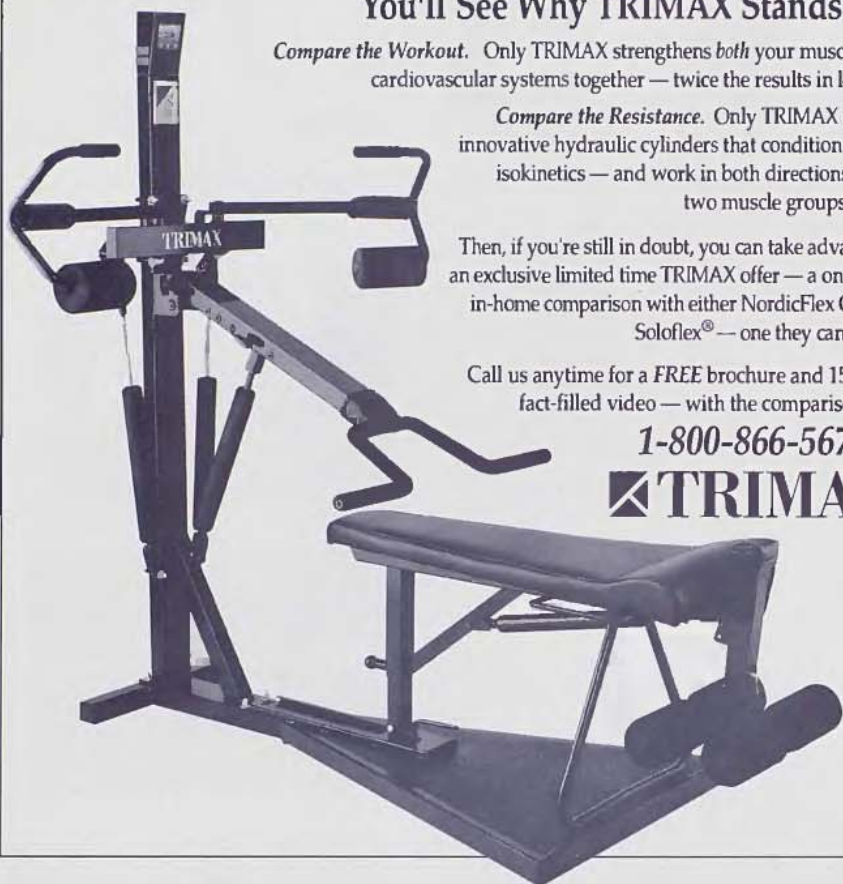 You'll See Why TRIMAX Stands
Compare the Workout. Only TRIMAX strengthens both your musc
cardiovascular systems together — twice the results in l
Compare the Resistance. Only TRIMAX
innovative hydraulic cylinders that condition
isokinetics — and work in both directions
two muscle groups
Then, if you're still in doubt, you can take adva
an exclusive limited time TRIMAX offer — a on
in-home comparison with either NordicFlex G
Soloflex® — one they can
Call us anytime for a FREE brochure and 15
fact-filled video — with the comparis
1-800-866-567
TRIMA
TRIMAX